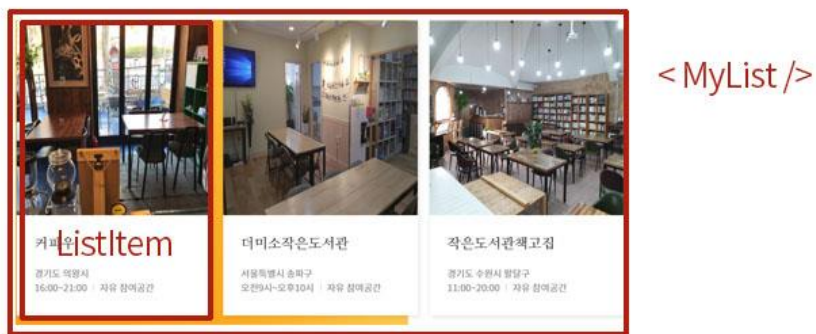 < MyList />
ListItem
커피
경기도 의왕시
16:00~21:00 | 자유 참여공간
더미소작은도서관
서울특별시 송파구
오전9시~오후10시 | 자유 참여공간
작은도서관책고집
경기도 수원시 팔달구
11:00~20:00 | 자유 참여공간